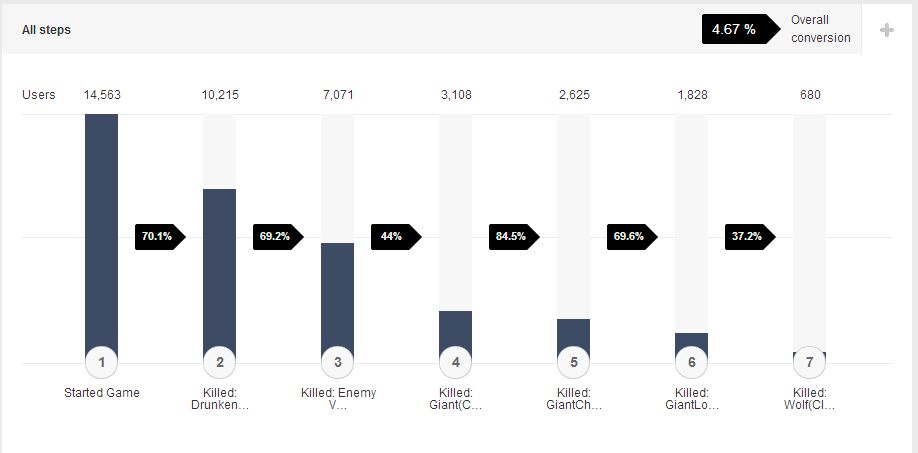 All steps
4.67 %
Overall
conversion
Users 14,563 10,215 7,071 3,108 2,625 1,828 680
70.1% 69.2% 44% 84.5% 69.6% 37.2%
1 2 3 4 5 6 7
Started Game Killed: Killed: Enemy Killed: Killed: Killed: Killed:
Drunken... V... Giant(C... GiantCh... GiantLo... Wolf(Cl...